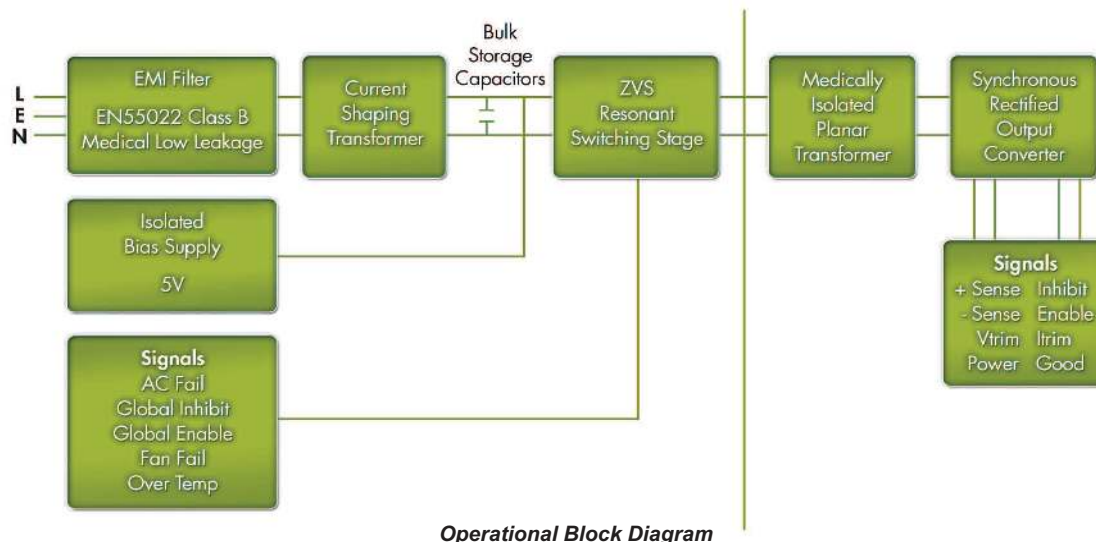 L
E
N
EMI Filter
EN55022 Class B
Medical Low Leakage
Current
Shaping
Transformer
Bulk
Storage
Capacitors
ZVS
Resonant
Switching Stage
Medically
Isolated
Planar
Transformer
Synchronous
Rectified
Output
Converter
Isolated
Bias Supply
5V
Signals
+ Sense Inhibit
- Sense Enable
Vtrim Itrim
Power Good
Signals
AC Fail
Global Inhibit
Global Enable
Fan Fail
Over Temp
Operational Block Diagram